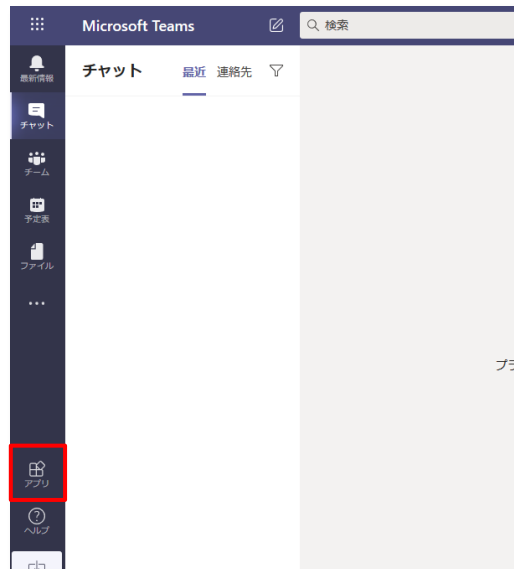 Microsoft Teams
検索
最新情報
チャット
最近
連絡先
チャット
チーム
予定表
ファイル
アプリ
ヘルプ